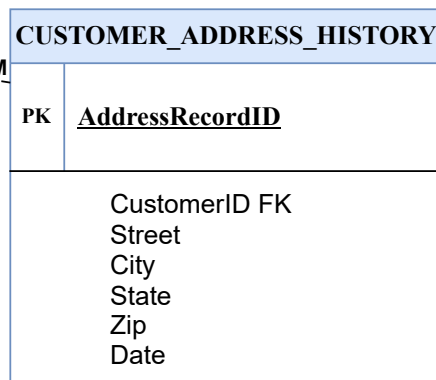 CUSTOMER_ADDRESS_HISTORY
M
PK AddressRecordID
CustomerID FK
Street
City
State
Zip
Date